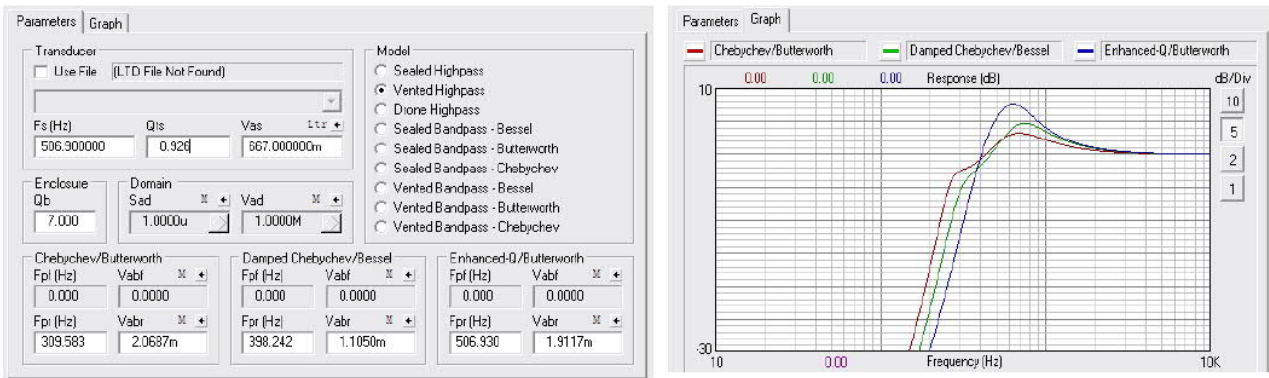 Parameters Graph
Transducer
Use File (LTD File Not Found)
Fs (Hz) Qts Vas Ltr
506.900000 0.926 667.000000m
Enclosure
Qb
7.000
Domain
Sad M Vad M
1.0000u 1.0000M
Model
Sealed Highpass
Vented Highpass
Drone Highpass
Sealed Bandpass - Bessel
Sealed Bandpass - Butterworth
Sealed Bandpass - Chebychev
Vented Bandpass - Bessel
Vented Bandpass - Butterworth
Vented Bandpass - Chebychev
Chebychev/Butterworth
Fpf (Hz) Vabf M
0.000 0.0000
Fpr (Hz) Vabr M
309.583 2.0687m
Damped Chebychev/Bessel
Fpf (Hz) Vabf M
0.000 0.0000
Fpr (Hz) Vabr M
398.242 1.1050m
Enhanced-Q/Butterworth
Fpf (Hz) Vabf M
0.000 0.0000
Fpr (Hz) Vabr M
506.930 1.9117m
Parameters Graph
Chebychev/Butterworth Damped Chebychev/Bessel Enhanced-Q/Butterworth
0.00 0.00 0.00 Response (dB) dB/Div
10
10
5
2
1
-30
10 0.00 Frequency (Hz) 10K